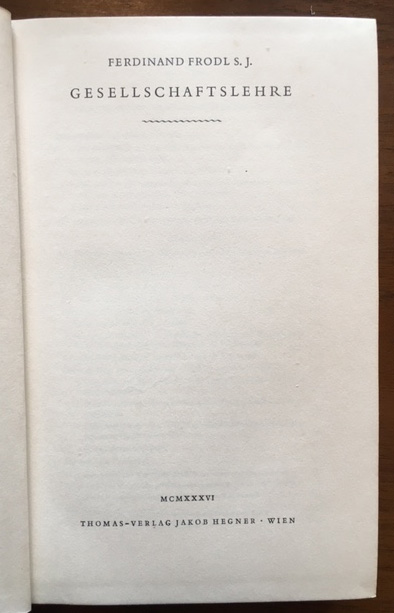 FERDINAND FRODL S. J.
GESELLSCHAFTSLEHRE
MCMXXXVI
THOMAS-VERLAG JAKOB HEGNER · WIEN